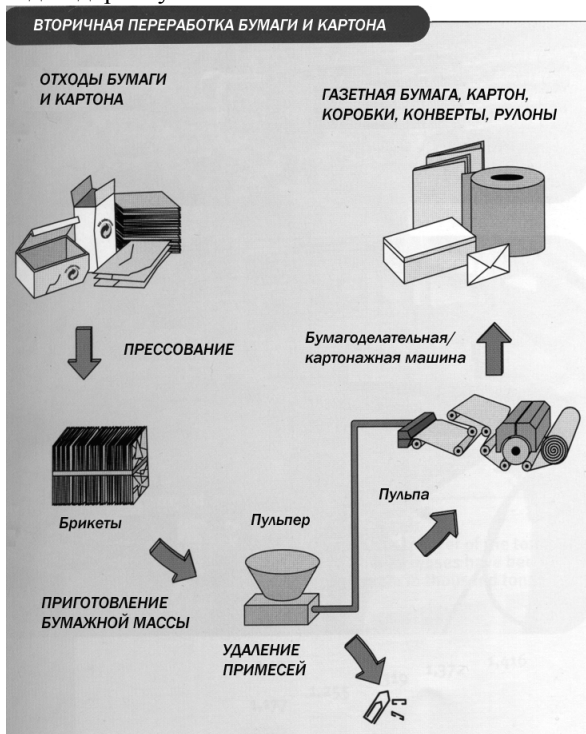 ВТОРИЧНАЯ ПЕРЕРАБОТКА БУМАГИ И КАРТОНА
ОТХОДЫ БУМАГИ
И КАРТОНА
ГАЗЕТНАЯ БУМАГА, КАРТОН,
КОРОБКИ, КОНВЕРТЫ, РУЛОНЫ
ПРЕССОВАНИЕ
Бумагоделательная/
картонажная машина
Брикеты
Пульпер
Пульпа
ПРИГОТОВЛЕНИЕ
БУМАЖНОЙ МАССЫ
УДАЛЕНИЕ
ПРИМЕСЕЙ